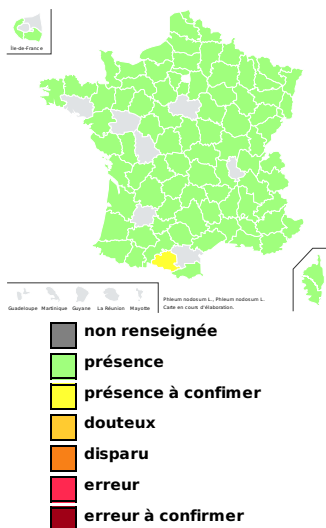 Île-de-France
Guadeloupe Martinique Guyane La Réunion Mayotte
Phleum nodosum L., Phleum nodosum L.
Carte en cours d'élaboration.
non renseignée
présence
présence à confimer
douteux
disparu
erreur
erreur à confirmer